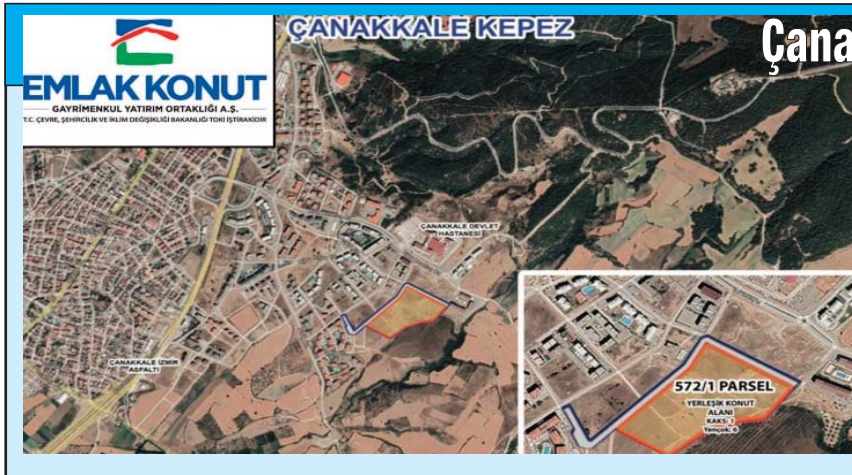 ÇANAKKALE KEPEZ
Çana
EMLAK KONUT
GAYRİMENKUL YATIRIM ORTAKLIĞI A.Ş.
T.C. ÇEVRE, ŞEHİRCİLİK VE İKLİM DEĞİŞİKLİĞİ BAKANLIĞI TOKİ İŞTİRAKİDİR
ÇANAKKALE DEVLET
HASTANESİ
ÇANAKKALE İZMİR
ASFALTI
572/1 PARSEL
YERLEŞİK KONUT
ALANI
KAKS: 1
Yençok: 6